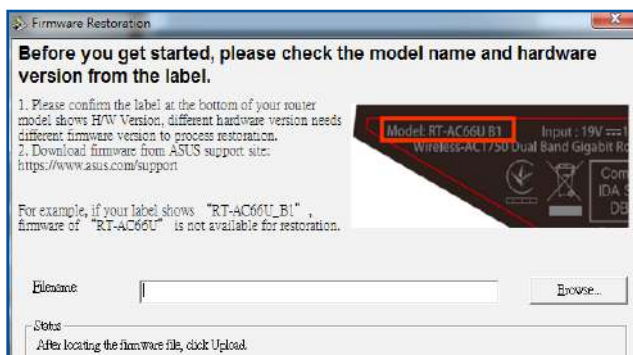 Firmware Restoration
Before you get started, please check the model name and hardware
version from the label.
1. Please confirm the label at the bottom of your router
model shows H/W Version, different hardware version needs
different firmware version to process restoration.
2. Download firmware from ASUS support site:
https://www.asus.com/support
For example, if your label shows “RT-AC66U_B1”,
firmware of “RT-AC66U” is not available for restoration.
Model: RT-AC66U B1 Input : 19V
Wireless-AC1750 Dual Band Gigabit
Com
IDA S
DB
Filename:
Browse...
Status
After locating the firmware file, click Upload.